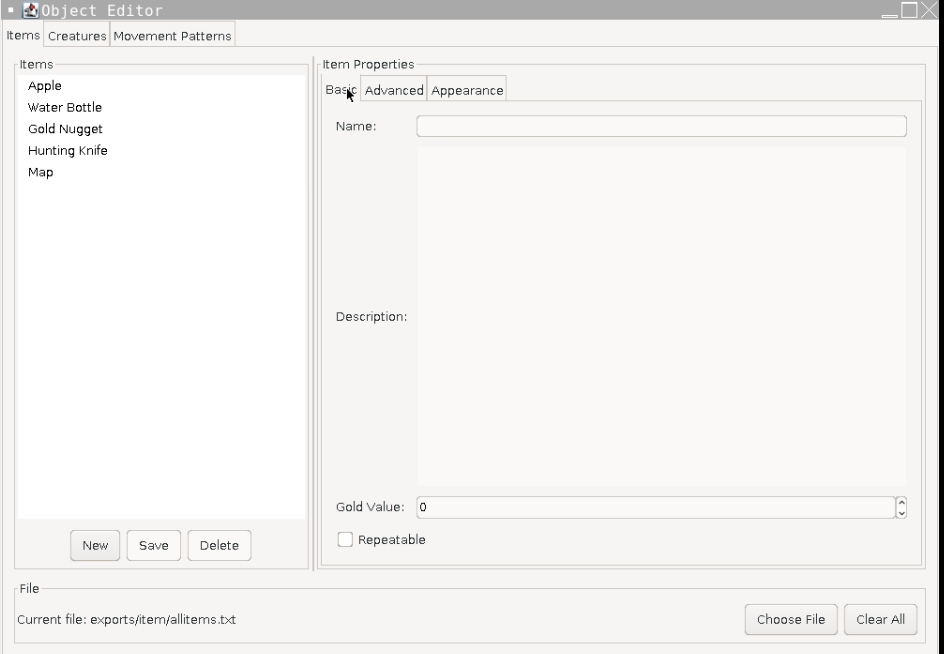 Object Editor
Items Creatures Movement Patterns
Items
Apple
Water Bottle
Gold Nugget
Hunting Knife
Map
New Save Delete
Item Properties
Basic Advanced Appearance
Name:
Description:
Gold Value: 0
Repeatable
File
Current file: exports/item/allitems.txt
Choose File Clear All